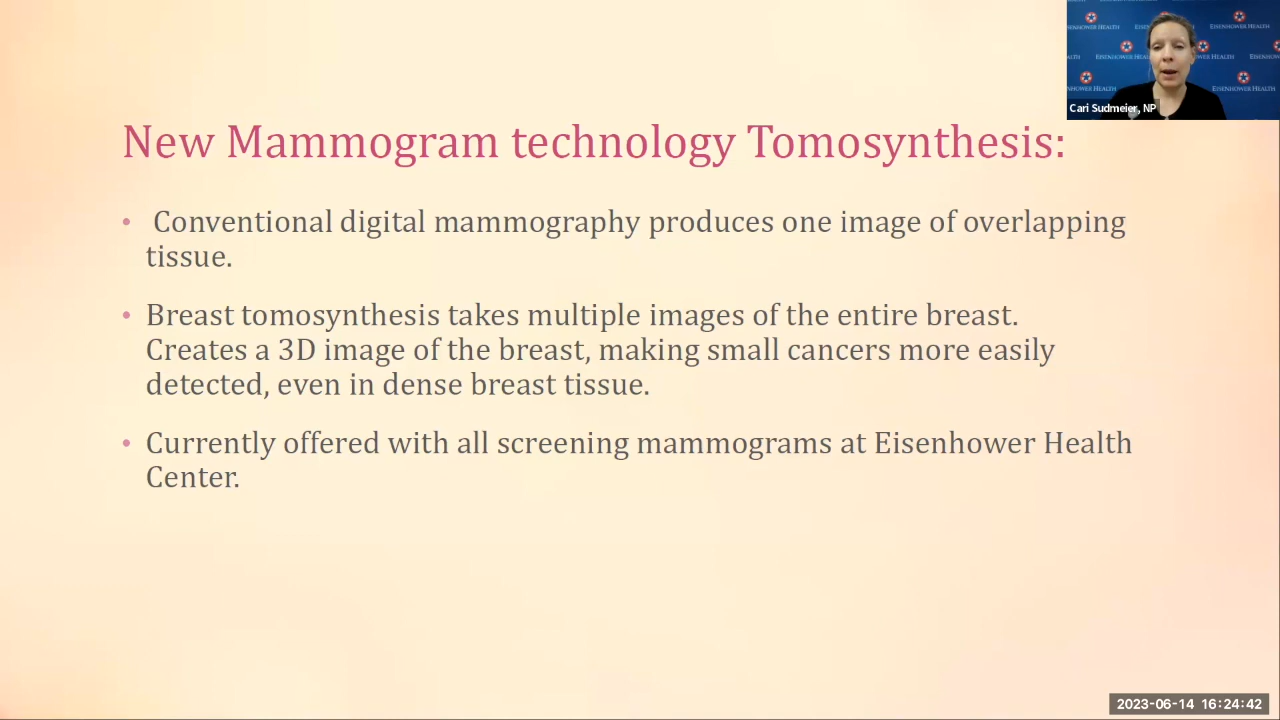 EISENHOWER HEALTH
Cari Sudmeier, NP
New Mammogram technology Tomosynthesis:
• Conventional digital mammography produces one image of overlapping
tissue.
• Breast tomosynthesis takes multiple images of the entire breast.
Creates a 3D image of the breast, making small cancers more easily
detected, even in dense breast tissue.
• Currently offered with all screening mammograms at Eisenhower Health
Center.
2023-06-14 16:24:42